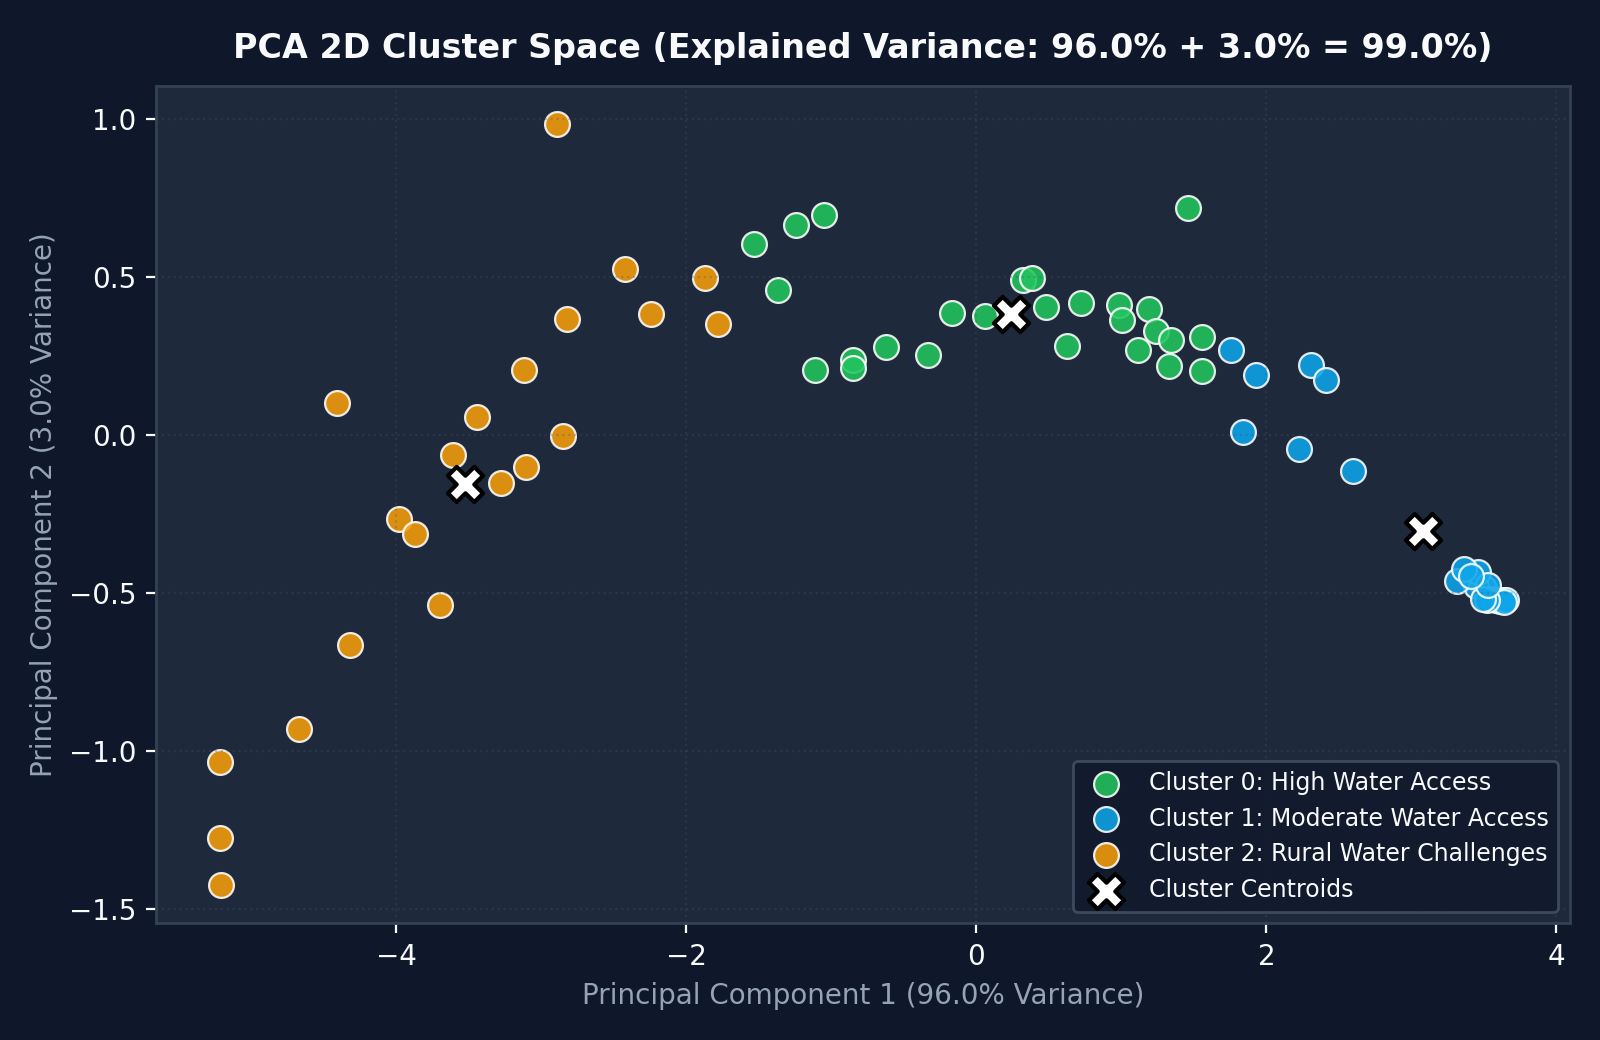 PCA 2D Cluster Space (Explained Variance: 96.0% + 3.0% = 99.0%)
Principal Component 2 (3.0% Variance)
1.0
0.5
0.0
−0.5
−1.0
−1.5
Cluster 0: High Water Access
Cluster 1: Moderate Water Access
Cluster 2: Rural Water Challenges
Cluster Centroids
−4
−2
0
2
4
Principal Component 1 (96.0% Variance)